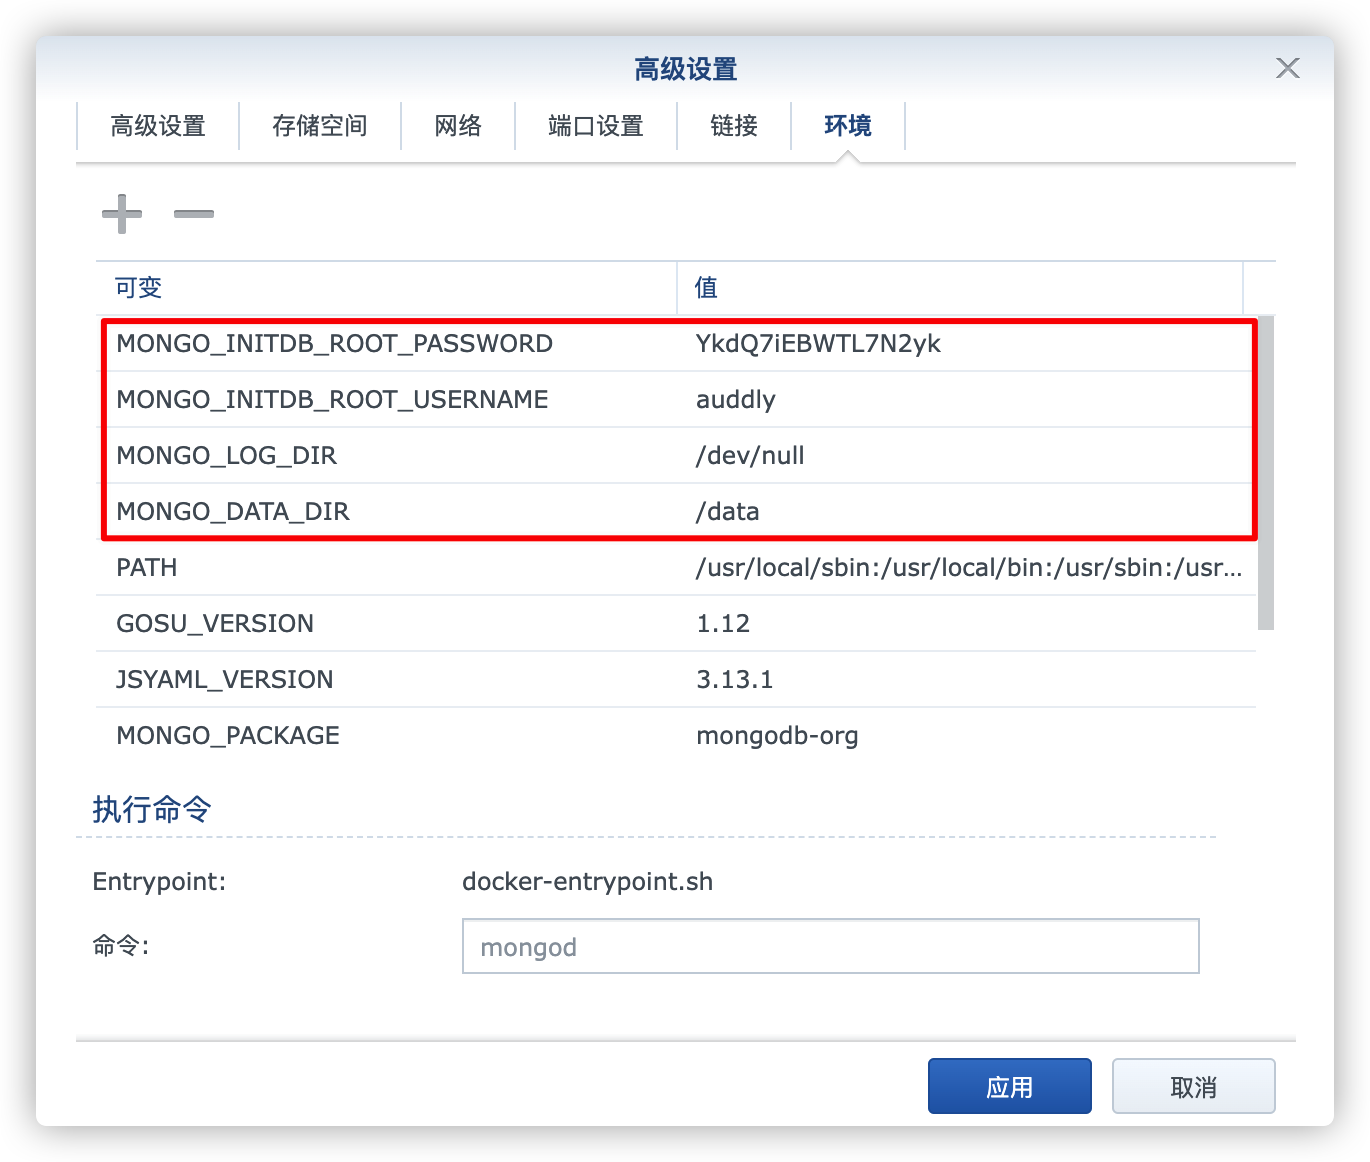 高级设置
高级设置 存储空间 网络 端口设置 链接 环境
可变 值
MONGO_INITDB_ROOT_PASSWORD YkdQ7iEBWTL7N2yk
MONGO_INITDB_ROOT_USERNAME auddly
MONGO_LOG_DIR /dev/null
MONGO_DATA_DIR /data
PATH /usr/local/sbin:/usr/local/bin:/usr/sbin:/usr...
GOSU_VERSION 1.12
JSYAML_VERSION 3.13.1
MONGO_PACKAGE mongodb-org
执行命令
Entrypoint: docker-entrypoint.sh
命令: mongod
应用 取消